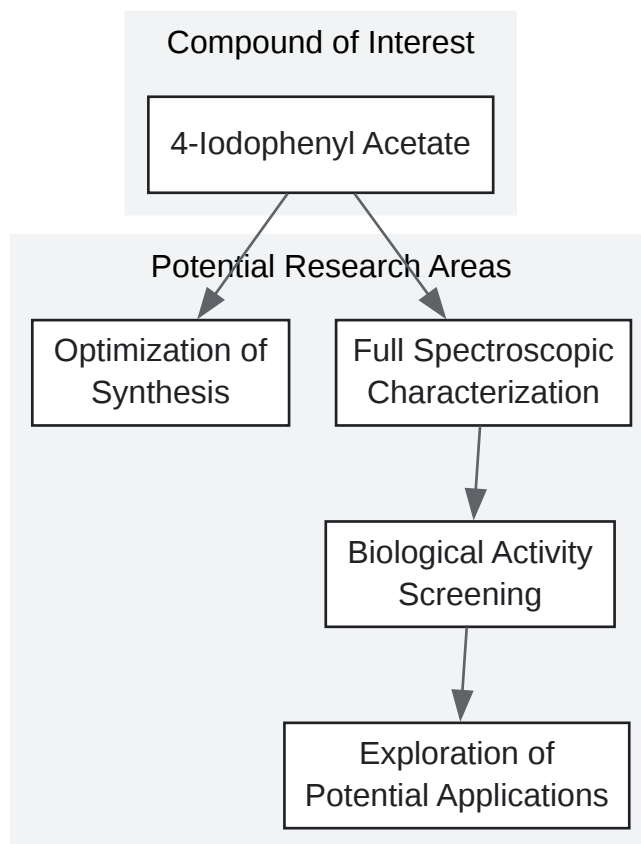 Compound of Interest
4-Iodophenyl Acetate
Potential Research Areas
Optimization of
Synthesis
Full Spectroscopic
Characterization
Biological Activity
Screening
Exploration of
Potential Applications